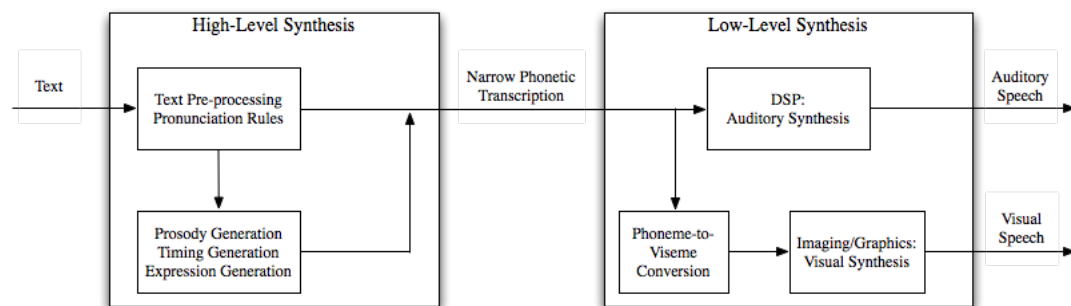 High-Level Synthesis
Low-Level Synthesis
Text
Text Pre-processing
Pronunciation Rules
Narrow Phonetic
Transcription
DSP:
Auditory Synthesis
Auditory
Speech
Prosody Generation
Timing Generation
Expression Generation
Phoneme-to-
Viseme
Conversion
Imaging/Graphics:
Visual Synthesis
Visual
Speech